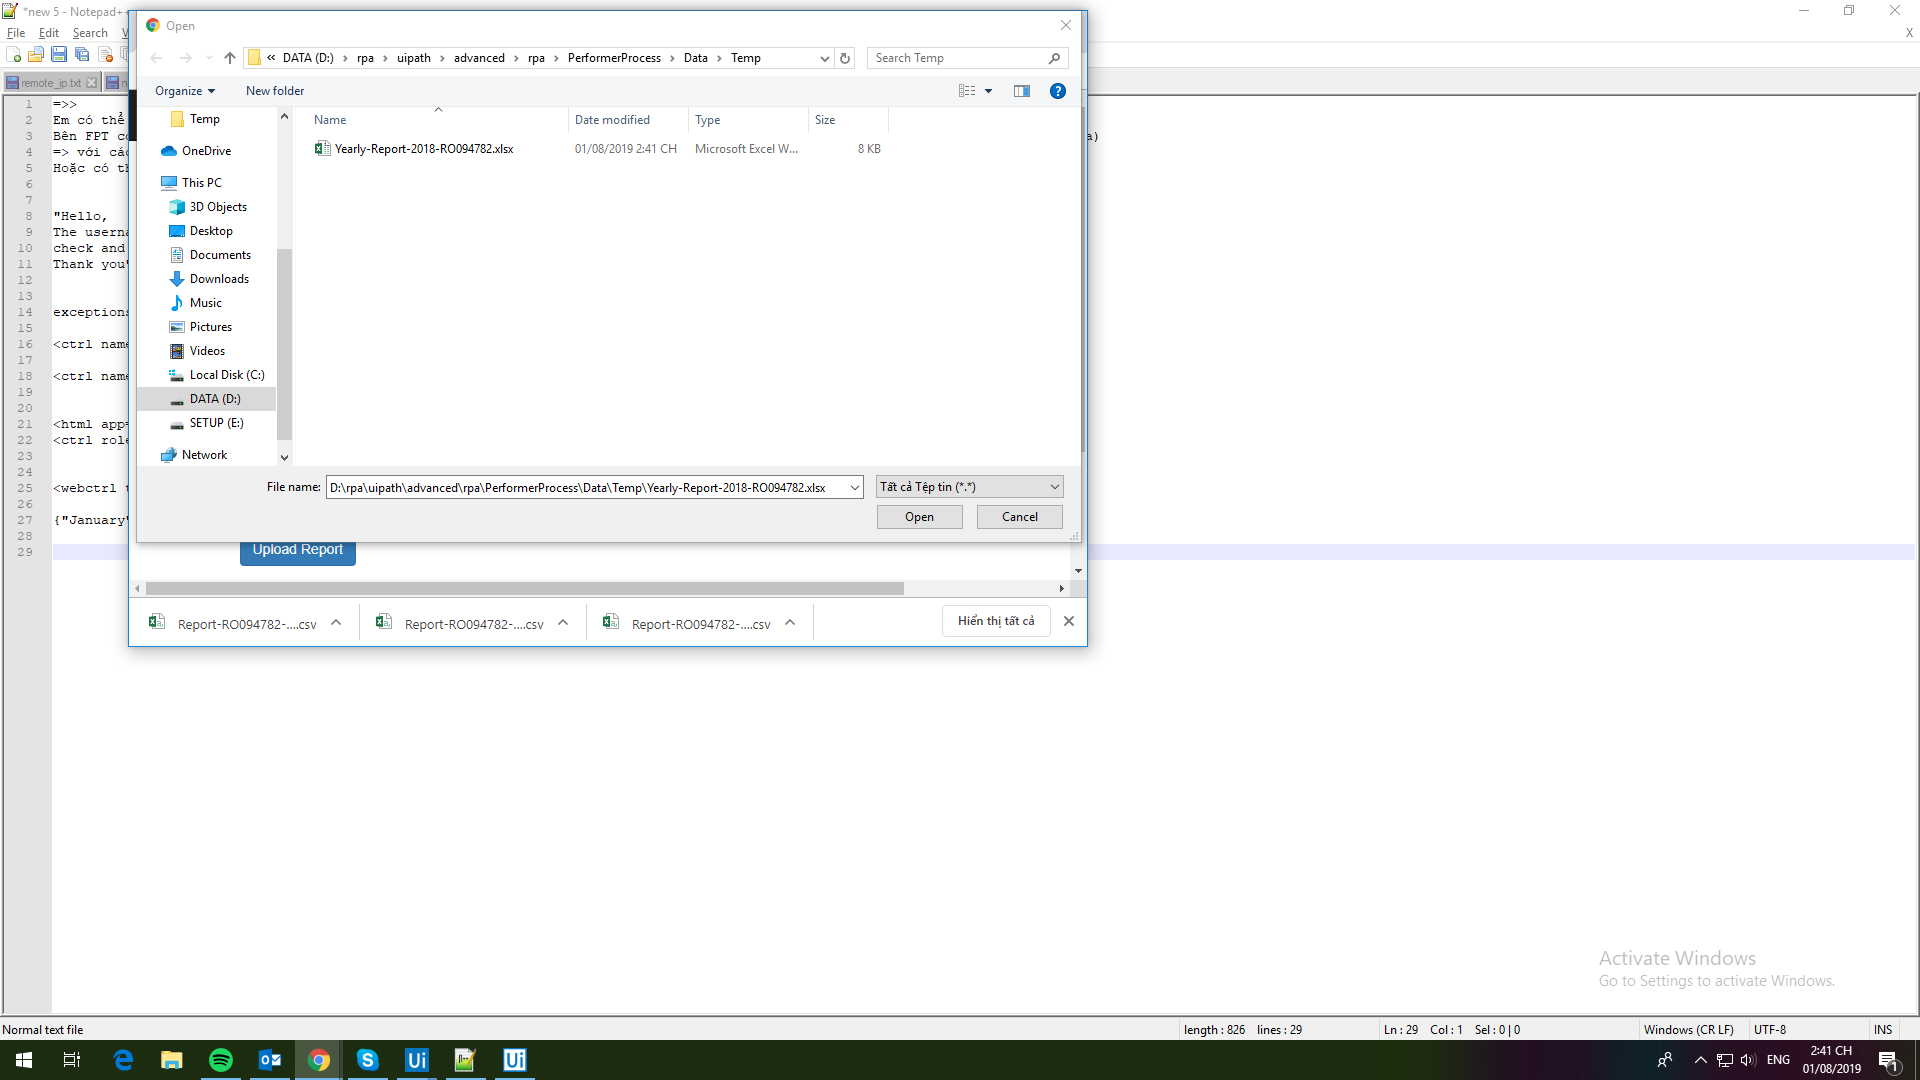 *new 5 - Notepad+
File Edit Search V
X
remote_ip.txt
Open
« DATA (D:) › rpa › uipath › advanced › rpa › PerformerProcess › Data › Temp
Search Temp
Organize New folder
?
Temp
OneDrive
This PC
3D Objects
Desktop
Documents
Downloads
Music
Pictures
Videos
Local Disk (C:)
DATA (D:)
SETUP (E:)
Network
Name Date modified Type Size
Yearly-Report-2018-RO094782.xlsx 01/08/2019 2:41 CH Microsoft Excel W... 8 KB
File name: D:\rpa\uipath\advanced\rpa\PerformerProcess\Data\Temp\Yearly-Report-2018-RO094782.xlsx Tất cả Tệp tin (*.*)
Open Cancel
Upload Report
Report-RO094782-....csv Report-RO094782-....csv Report-RO094782-....csv Hiển thị tất cả
1 =>>
2 Em có thể
3 Bên FPT a)
4 => với
5 Hoặc có
6
7
8 "Hello,
9 The userna
10 check and
11 Thank you"
12
13
14 exceptions
15
16 <ctrl name
17
18 <ctrl name
19
20
21 <html app=
22 <ctrl role
23
24
25 <webctrl t
26
27 {"January"
28
29
Activate Windows
Go to Settings to activate Windows.
Normal text file length : 826 lines : 29 Ln : 29 Col : 1 Sel : 0 | 0 Windows (CR LF) UTF-8 INS
Ui Ui ENG 2:41 CH
01/08/2019
1